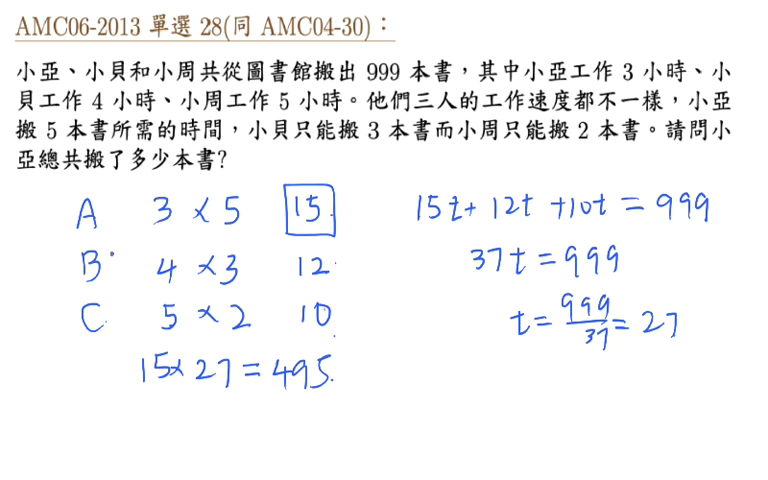 AMC06-2013 單選 28(同 AMC04-30)：
小亞、小貝和小周共從圖書館搬出 999 本書，其中小亞工作 3 小時、小
貝工作 4 小時、小周工作 5 小時。他們三人的工作速度都不一樣，小亞
搬 5 本書所需的時間，小貝只能搬 3 本書而小周只能搬 2 本書。請問小
亞總共搬了多少本書?
A 3 × 5 15
B 4 × 3 12
C 5 × 2 10
15 × 27 = 495.
15t + 12t + 10t = 999
37t = 999
t = 999/37 = 27